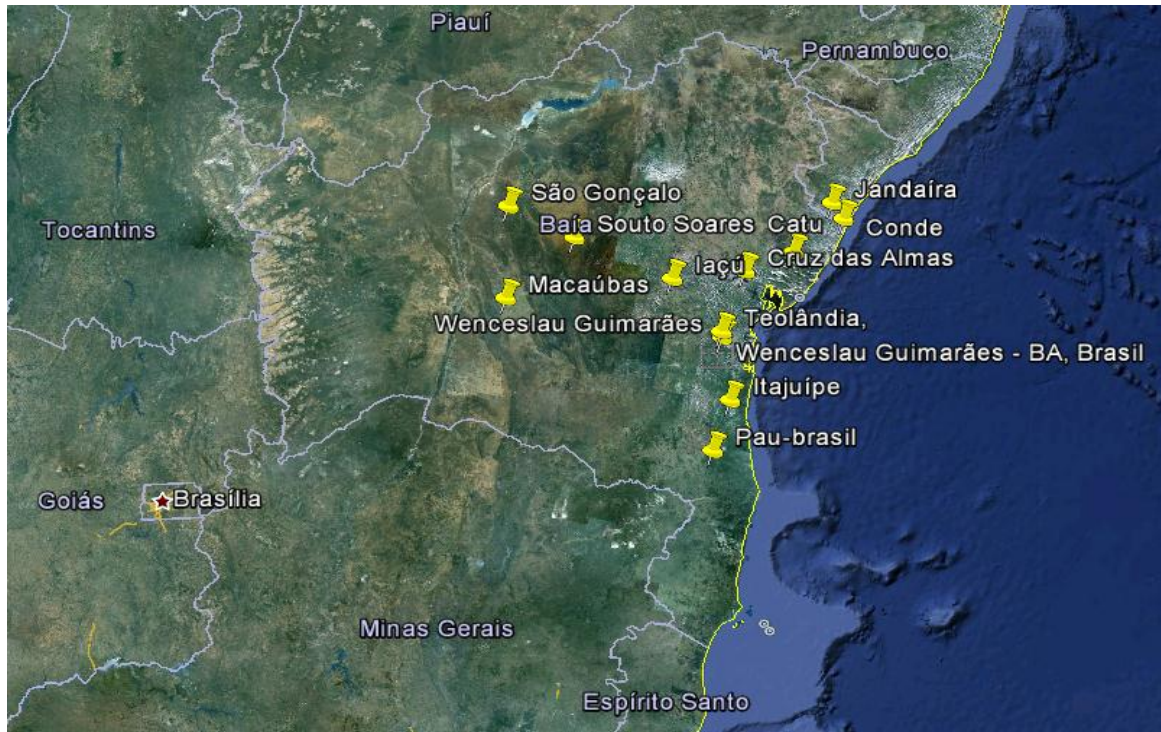 Piauí
Pernambuco
São Gonçalo
Jandaíra
Tocantins
Baía Souto Soares Catu
Conde
Iaçú
Cruz das Almas
Macaúbas
Wenceslau Guimarães
Teolândia,
Wenceslau Guimarães - BA, Brasil
Itajuípe
Pau-brasil
Goiás
Brasília
Minas Gerais
Espírito Santo